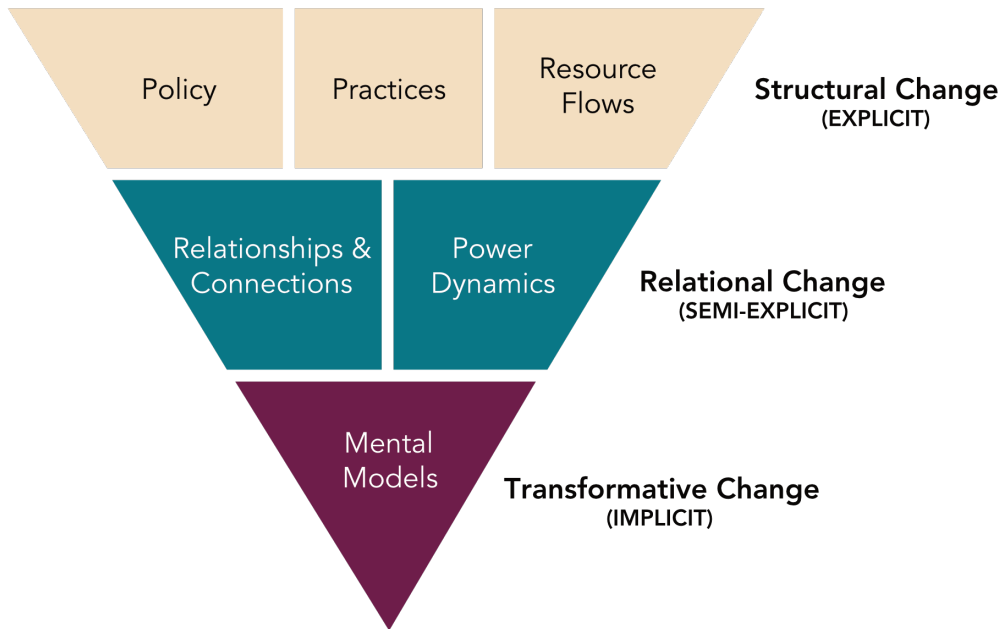 Policy
Practices
Resource
Flows
Structural Change
(EXPLICIT)
Relationships &
Connections
Power
Dynamics
Relational Change
(SEMI-EXPLICIT)
Mental
Models
Transformative Change
(IMPLICIT)